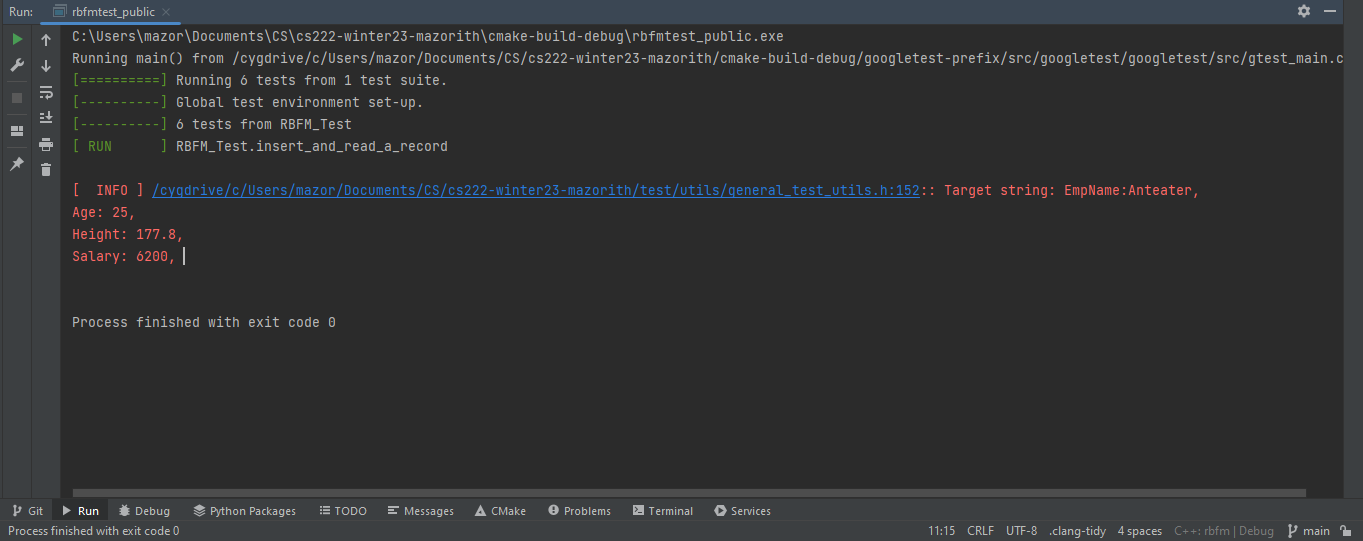 Run: rbfmtest_public
C:\Users\mazor\Documents\CS\cs222-winter23-mazorith\cmake-build-debug\rbfmtest_public.exe
Running main() from /cygdrive/c/Users/mazor/Documents/CS/cs222-winter23-mazorith/cmake-build-debug/googletest-prefix/src/googletest/googletest/src/gtest_main.c
[==========] Running 6 tests from 1 test suite.
[----------] Global test environment set-up.
[----------] 6 tests from RBFM_Test
[ RUN      ] RBFM_Test.insert_and_read_a_record
[  INFO ] /cygdrive/c/Users/mazor/Documents/CS/cs222-winter23-mazorith/test/utils/general_test_utils.h:152:: Target string: EmpName:Anteater,
Age: 25,
Height: 177.8,
Salary: 6200,
Process finished with exit code 0
Git Run Debug Python Packages TODO Messages CMake Problems Terminal Services
Process finished with exit code 0 11:15 CRLF UTF-8 .clang-tidy 4 spaces C++: rbfm | Debug main